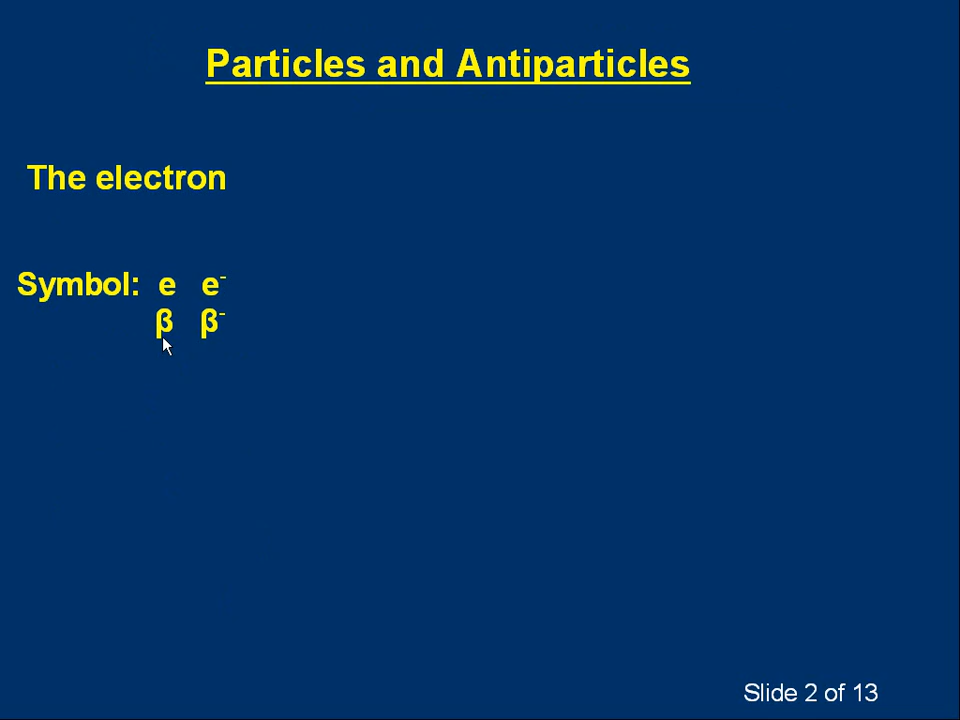 Particles and Antiparticles
The electron
Symbol: e e⁻
β β⁻
Slide 2 of 13